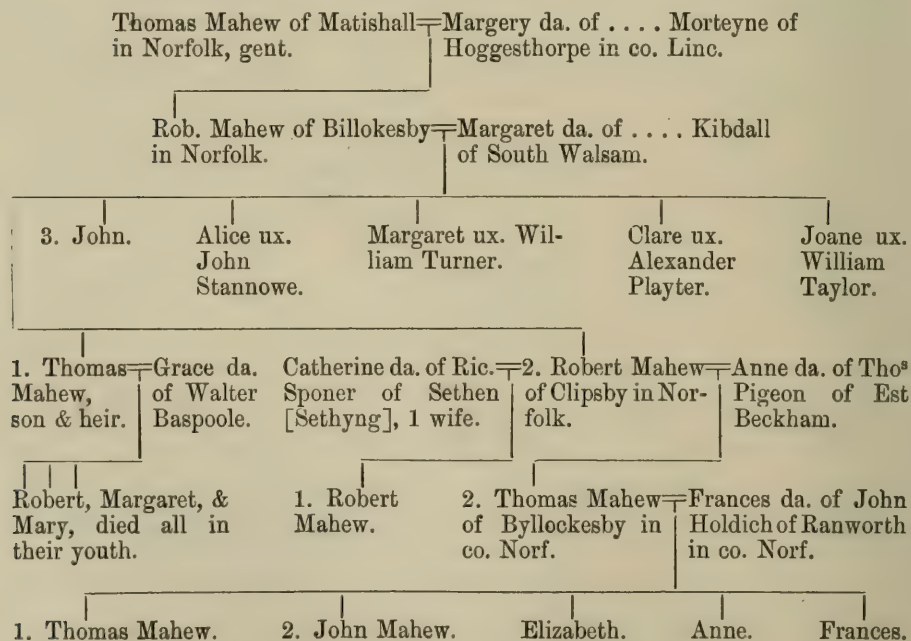 Thomas Mahew of Matishall Margery da. of .... Morteyne of
in Norfolk, gent. Hoggesthorpe in co. Linc.
Rob. Mahew of Billokesby Margaret da. of .... Kibdall
in Norfolk. of South Walsam.
3. John.
Alice ux.
John
Stannowe.
Margaret ux. Wil-
liam Turner.
Clare ux.
Alexander
Playter.
Joane ux.
William
Taylor.
1. Thomas
Mahew,
son & heir.
Grace da.
of Walter
Baspoole.
Catherine da. of Ric.
Sponer of Sethen
[Sethyng], 1 wife.
2. Robert Mahew
of Clipsby in Nor-
folk.
Anne da. of Thoˢ
Pigeon of Est
Beckham.
Robert, Margaret, &
Mary, died all in
their youth.
1. Robert
Mahew.
2. Thomas Mahew
of Byllockesby in
co. Norf.
Frances da. of John
Holdich of Ranworth
in co. Norf.
1. Thomas Mahew.
2. John Mahew.
Elizabeth.
Anne.
Frances.